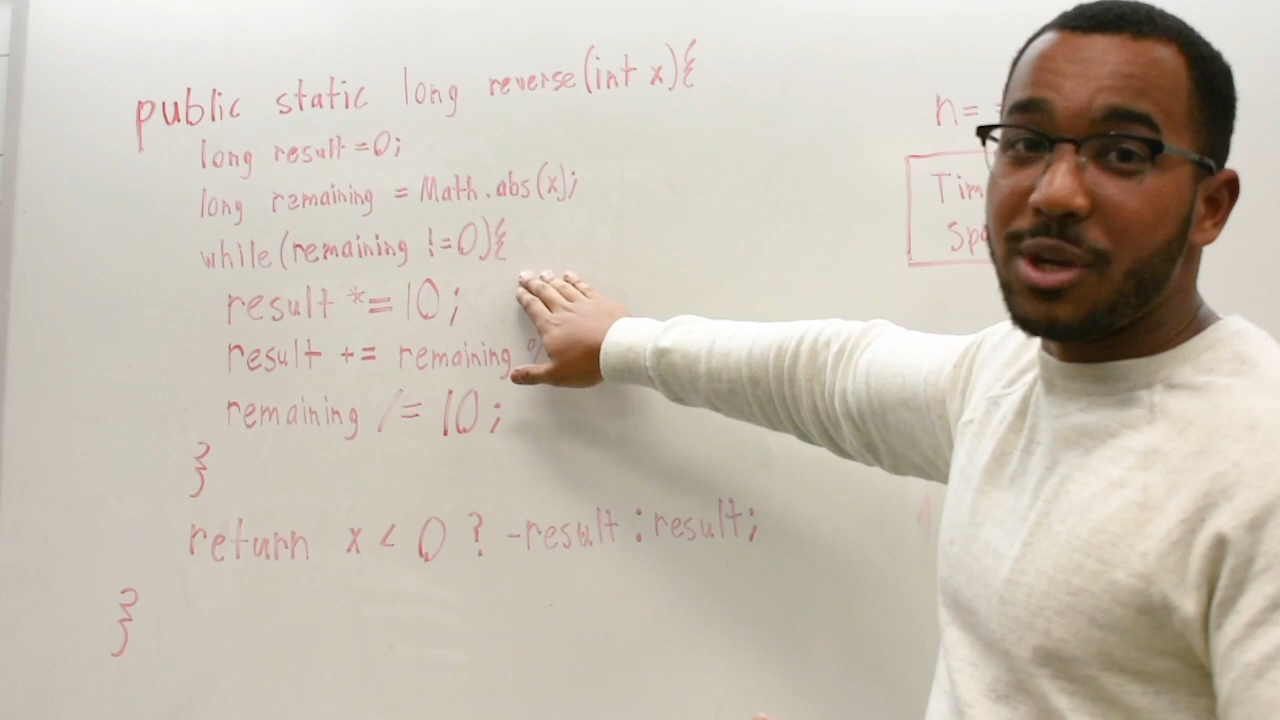 public static long reverse(int x){
long result =0;
long remaining = Math.abs(x);
while(remaining !=0){
result *= 10;
result += remaining %
remaining /= 10;
}
return x < 0 ? -result : result;
}
n=